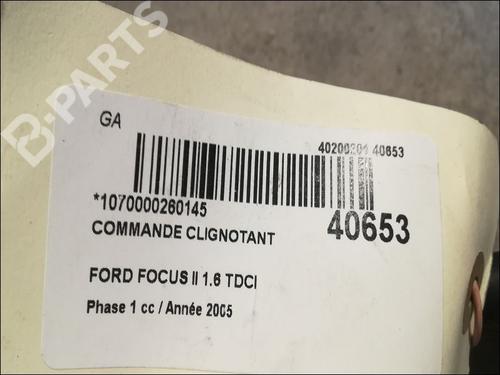 B-PARTS
GA
40200201 40653
*1070000260145
COMMANDE CLIGNOTANT
40653
FORD FOCUS II 1.6 TDCI
Phase 1 cc / Année 2005